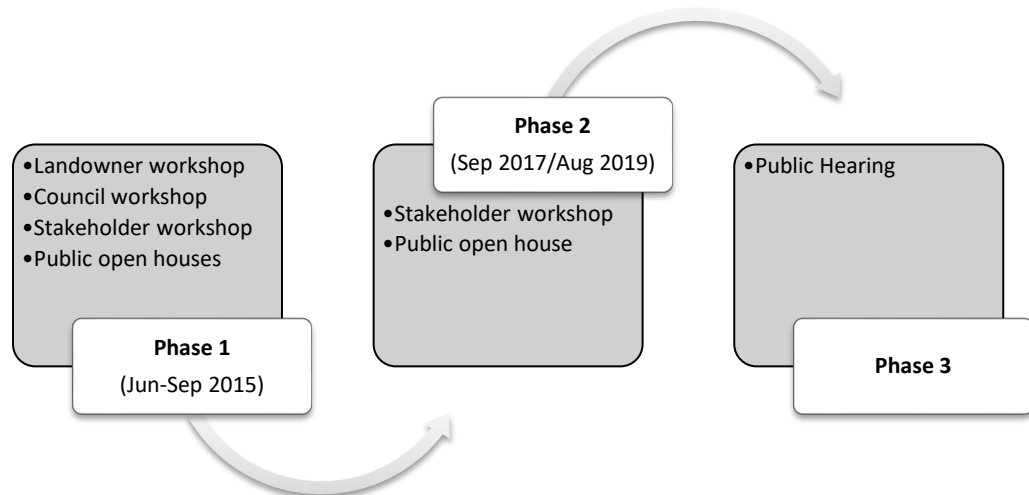 •Landowner workshop
•Council workshop
•Stakeholder workshop
•Public open houses
Phase 1
(Jun-Sep 2015)
Phase 2
(Sep 2017/Aug 2019)
•Stakeholder workshop
•Public open house
•Public Hearing
Phase 3